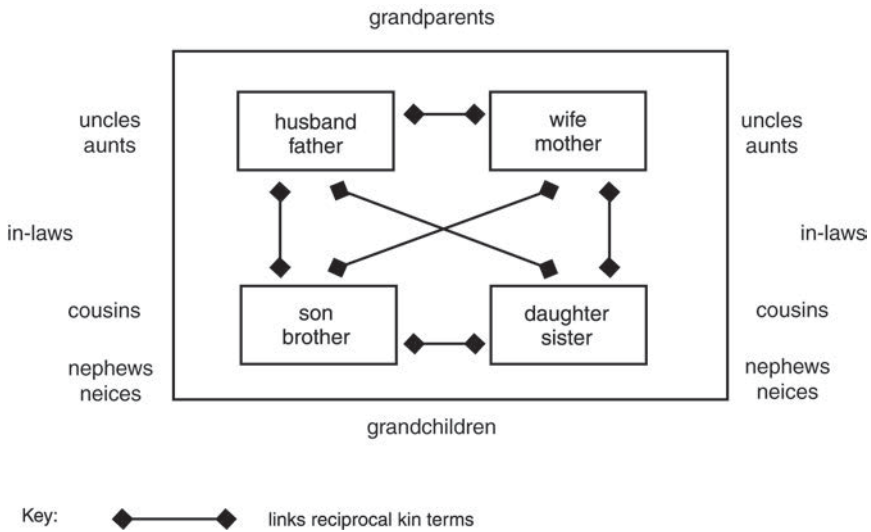 grandparents
uncles
aunts
husband
father
wife
mother
uncles
aunts
in-laws
in-laws
cousins
son
brother
daughter
sister
cousins
nephews
neices
nephews
neices
grandchildren
Key:
links reciprocal kin terms